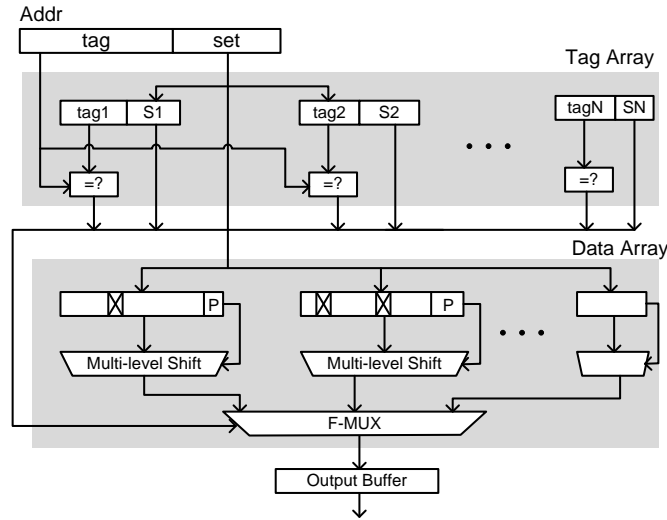 Addr
tag set
Tag Array
tag1 S1 tag2 S2 tagN SN
• • •
=? =? =?
Data Array
P P
• • •
Multi-level Shift Multi-level Shift
F-MUX
Output Buffer